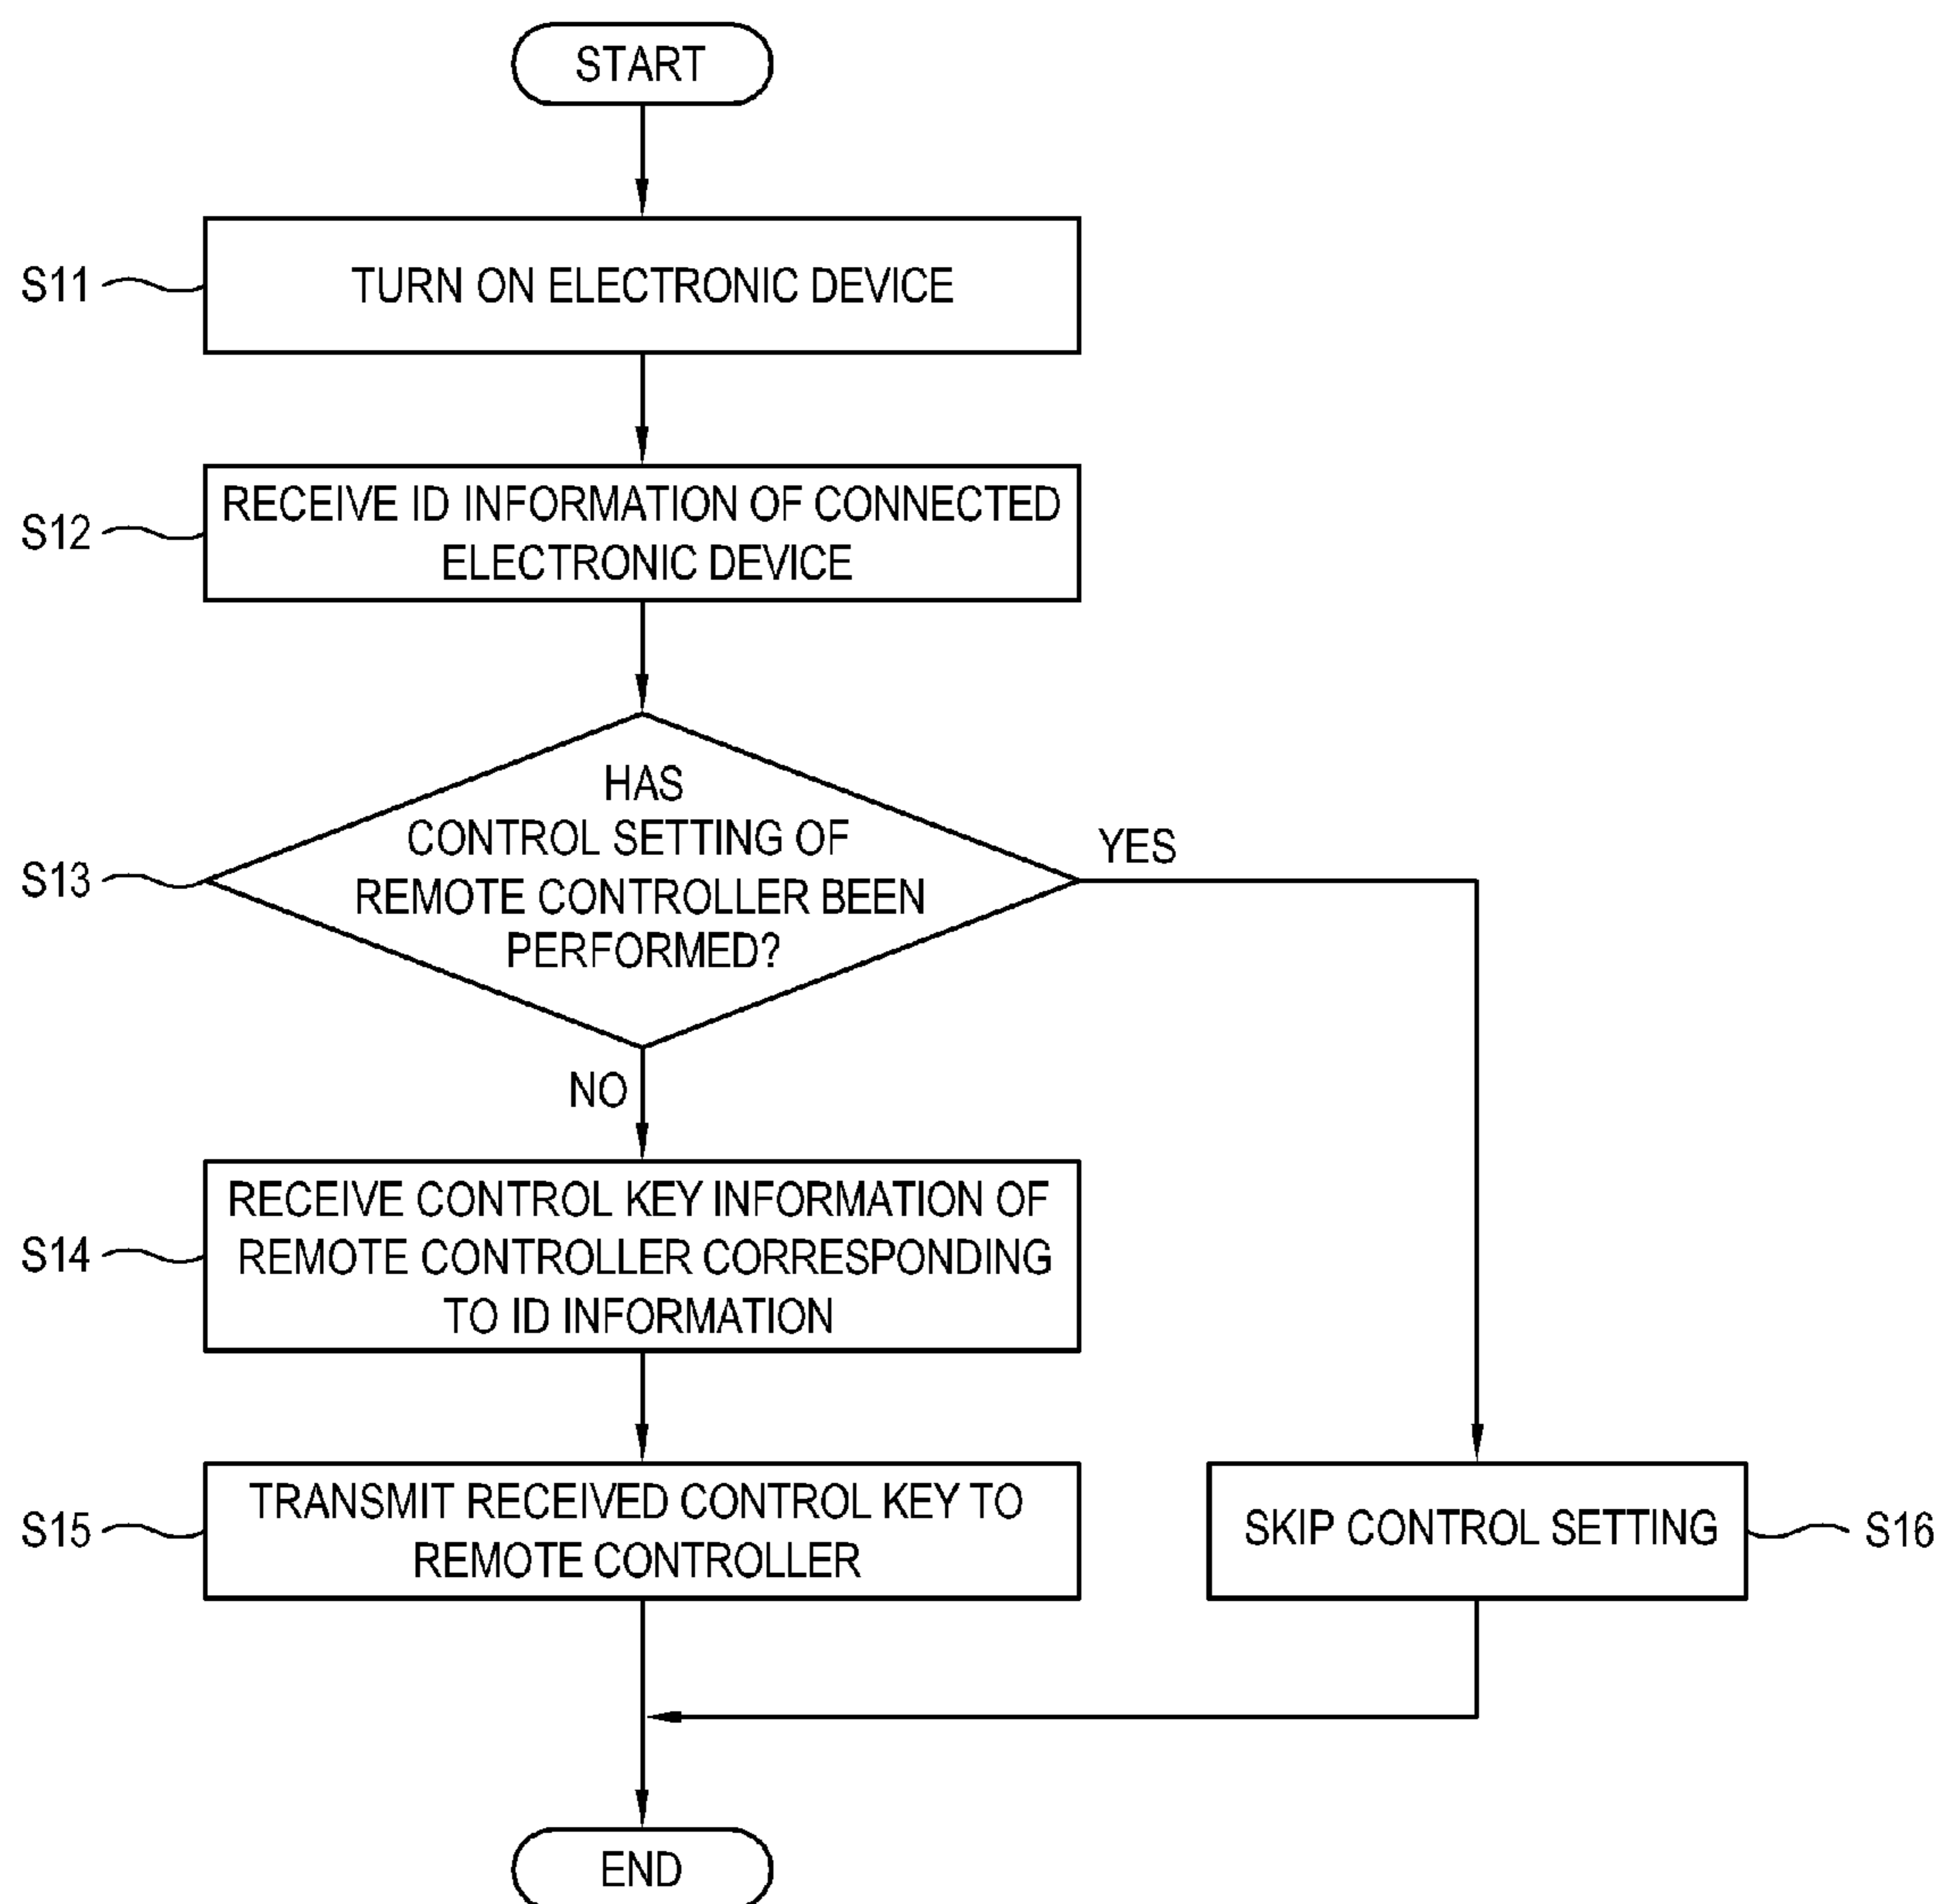 START
S11
TURN ON ELECTRONIC DEVICE
S12
RECEIVE ID INFORMATION OF CONNECTED
ELECTRONIC DEVICE
S13
HAS
CONTROL SETTING OF
REMOTE CONTROLLER BEEN
PERFORMED?
YES
NO
S14
RECEIVE CONTROL KEY INFORMATION OF
REMOTE CONTROLLER CORRESPONDING
TO ID INFORMATION
S15
TRANSMIT RECEIVED CONTROL KEY TO
REMOTE CONTROLLER
SKIP CONTROL SETTING
S16
END